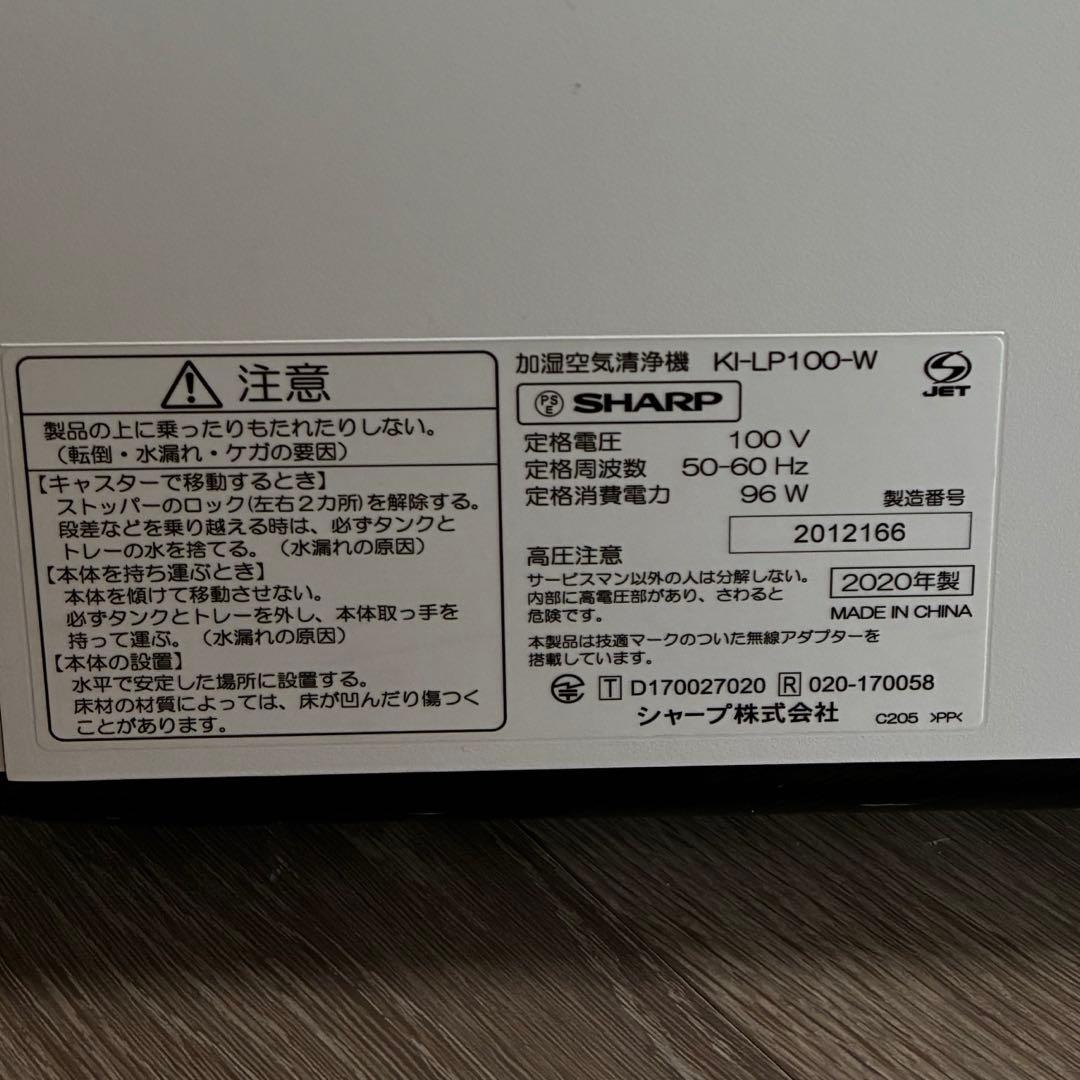 注意
製品の上に乗ったりもたれたりしない。
（転倒・水漏れ・ケガの要因）
【キャスターで移動するとき】
ストッパーのロック(左右2カ所)を解除する。
段差などを乗り越える時は、必ずタンクと
トレーの水を捨てる。（水漏れの原因）
【本体を持ち運ぶとき】
本体を傾けて移動させない。
必ずタンクとトレーを外し、本体取っ手を
持って運ぶ。（水漏れの原因）
【本体の設置】
水平で安定した場所に設置する。
床材の材質によっては、床が凹んだり傷つく
ことがあります。
加湿空気清浄機 KI-LP100-W
JET
PSE SHARP
定格電圧 100 V
定格周波数 50-60 Hz
定格消費電力 96 W
製造番号
2012166
高圧注意
サービスマン以外の人は分解しない。
内部に高電圧部があり、さわると
危険です。
2020年製
MADE IN CHINA
本製品は技適マークのついた無線アダプターを
搭載しています。
T D170027020 R 020-170058
シャープ株式会社 C205 >PP<